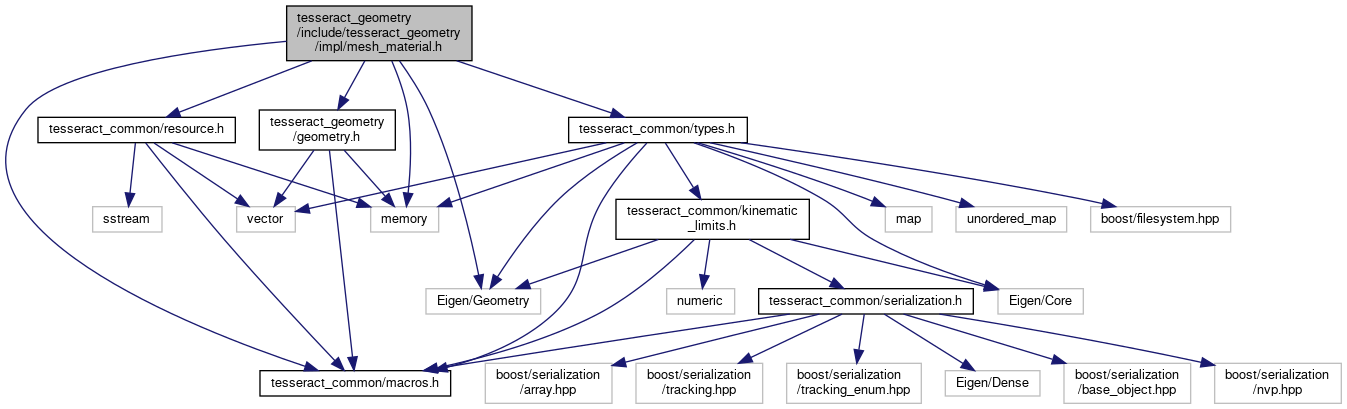 tesseract_geometry
/include/tesseract_geometry
/impl/mesh_material.h
tesseract_common/resource.h
tesseract_geometry
/geometry.h
tesseract_common/types.h
sstream
vector
memory
tesseract_common/kinematic
_limits.h
map
unordered_map
boost/filesystem.hpp
Eigen/Geometry
numeric
tesseract_common/serialization.h
Eigen/Core
tesseract_common/macros.h
boost/serialization
/array.hpp
boost/serialization
/tracking.hpp
boost/serialization
/tracking_enum.hpp
Eigen/Dense
boost/serialization
/base_object.hpp
boost/serialization
/nvp.hpp